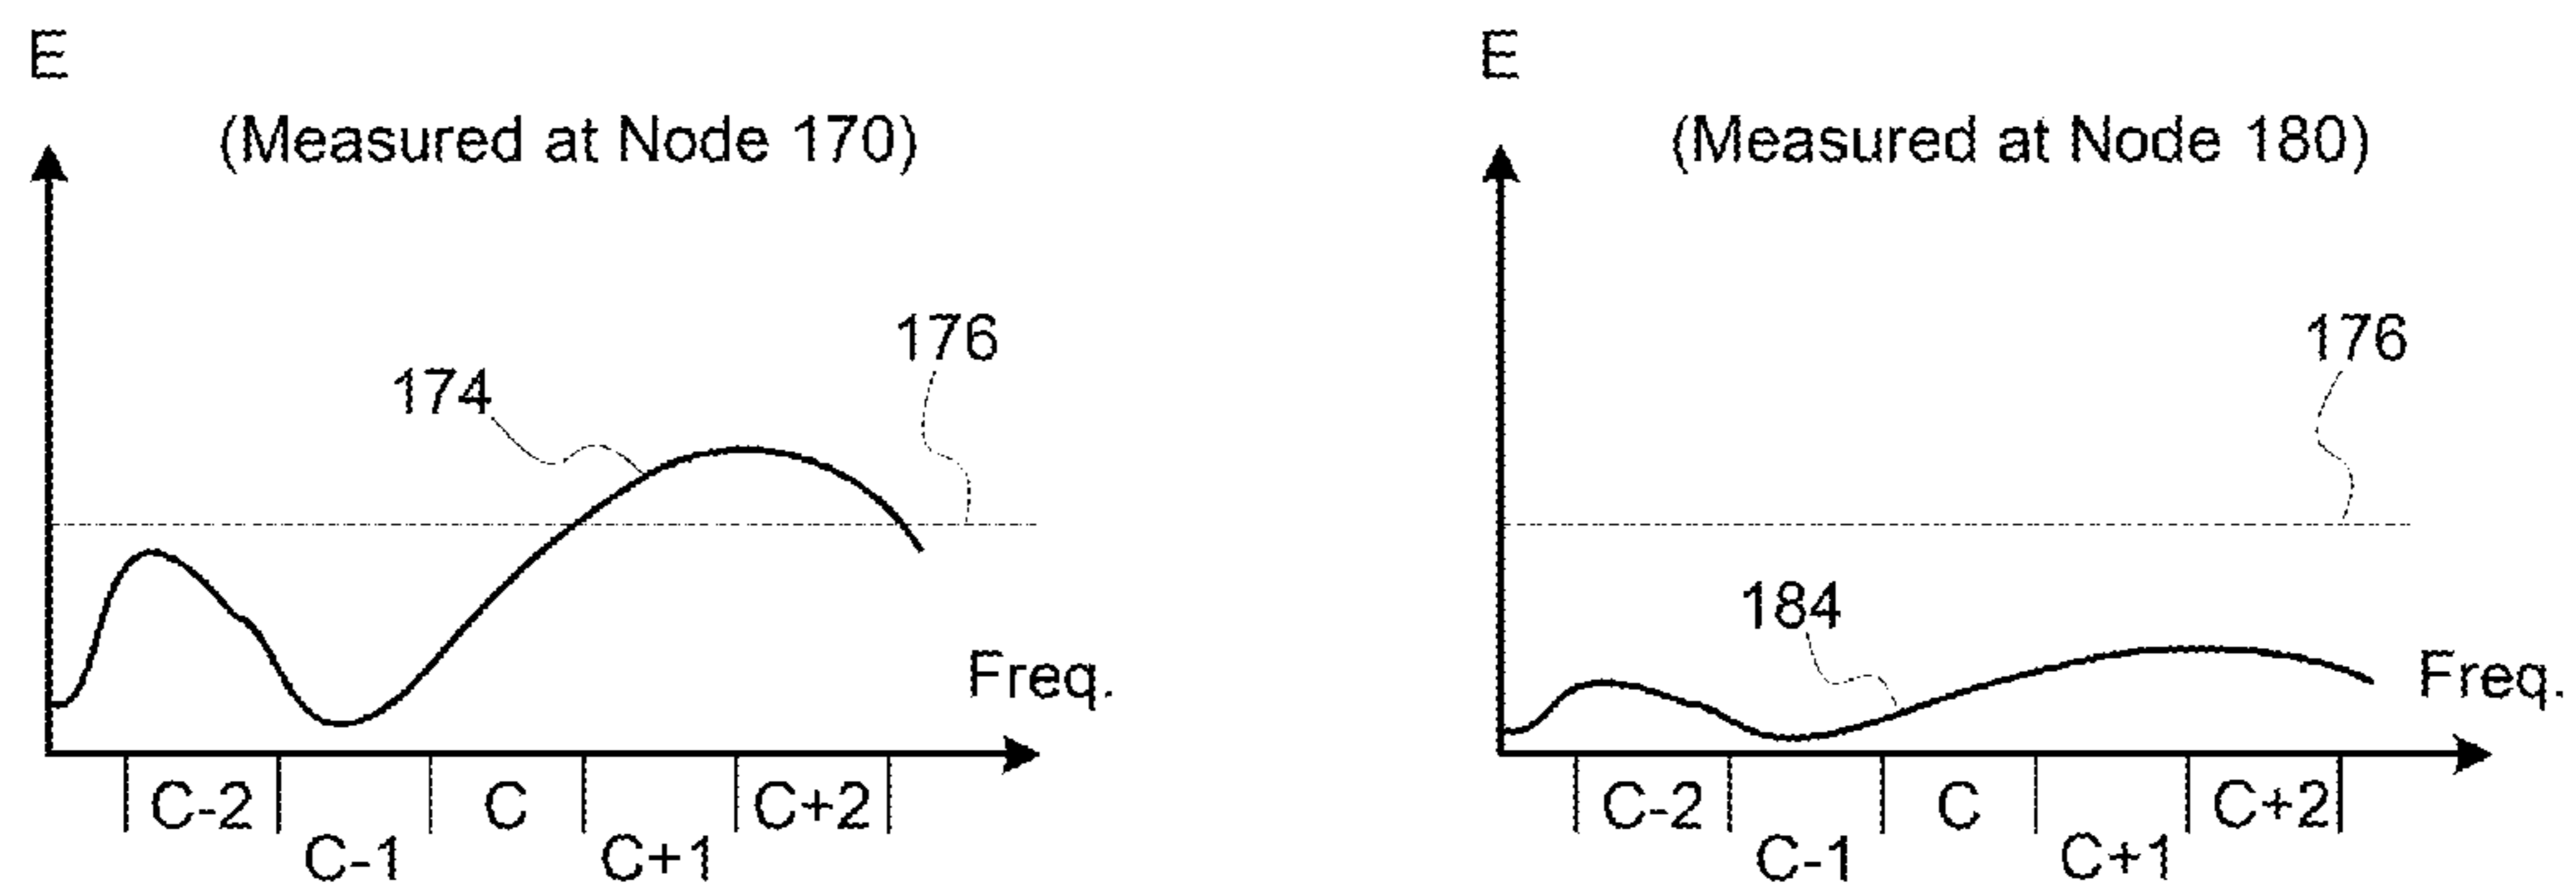 E
(Measured at Node 170)
176
174
Freq.
C-2
C-1
C
C+1
C+2
E
(Measured at Node 180)
176
184
Freq.
C-2
C-1
C
C+1
C+2